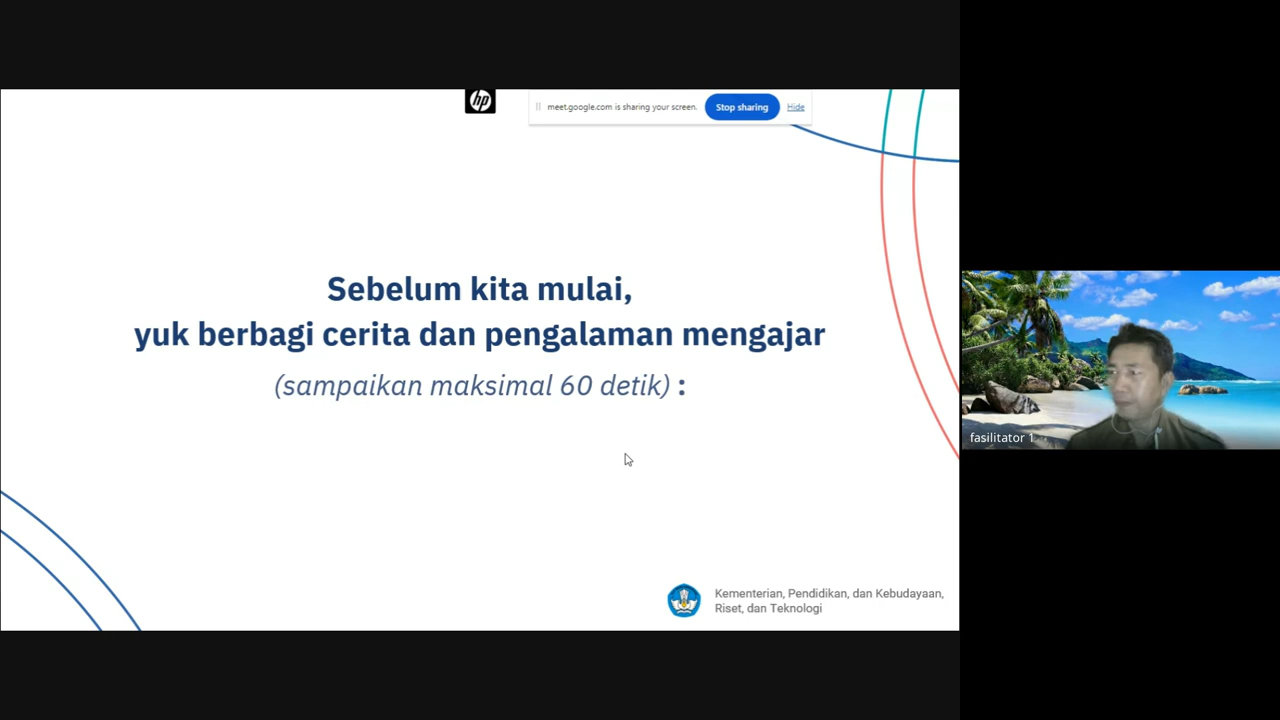 hp
meet.google.com is sharing your screen. Stop sharing Hide
Sebelum kita mulai,
yuk berbagi cerita dan pengalaman mengajar
(sampaikan maksimal 60 detik) :
fasilitator 1
Kementerian, Pendidikan, dan Kebudayaan,
Riset, dan Teknologi